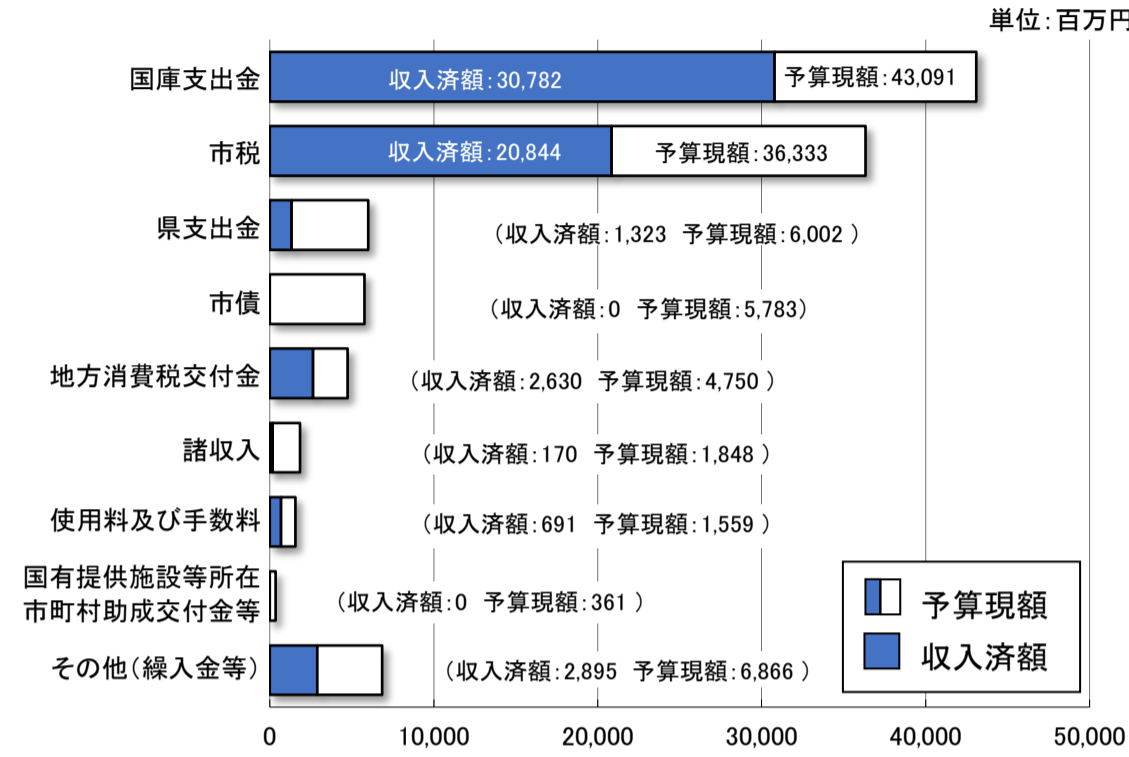 単位：百万円
国庫支出金
収入済額：30,782
予算現額：43,091
市税
収入済額：20,844
予算現額：36,333
県支出金
（収入済額：1,323 予算現額：6,002 ）
市債
（収入済額：0 予算現額：5,783）
地方消費税交付金
（収入済額：2,630 予算現額：4,750 ）
諸収入
（収入済額：170 予算現額：1,848 ）
使用料及び手数料
（収入済額：691 予算現額：1,559 ）
国有提供施設等所在
市町村助成交付金等
（収入済額：0 予算現額：361 ）
その他（繰入金等）
（収入済額：2,895 予算現額：6,866 ）
予算現額
収入済額
0 10,000 20,000 30,000 40,000 50,000